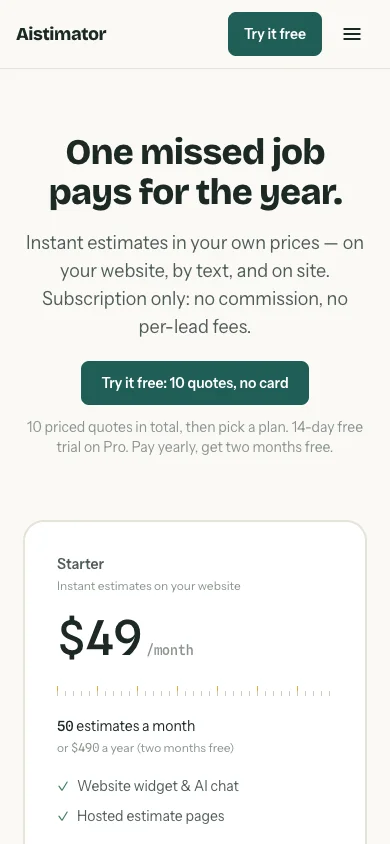 Aistimator
Try it free
One missed job
pays for the year.
Instant estimates in your own prices — on
your website, by text, and on site.
Subscription only: no commission, no
per-lead fees.
Try it free: 10 quotes, no card
10 priced quotes in total, then pick a plan. 14-day free
trial on Pro. Pay yearly, get two months free.
Starter
Instant estimates on your website
$49 /month
50 estimates a month
or $490 a year (two months free)
✓ Website widget & AI chat
✓ Hosted estimate pages